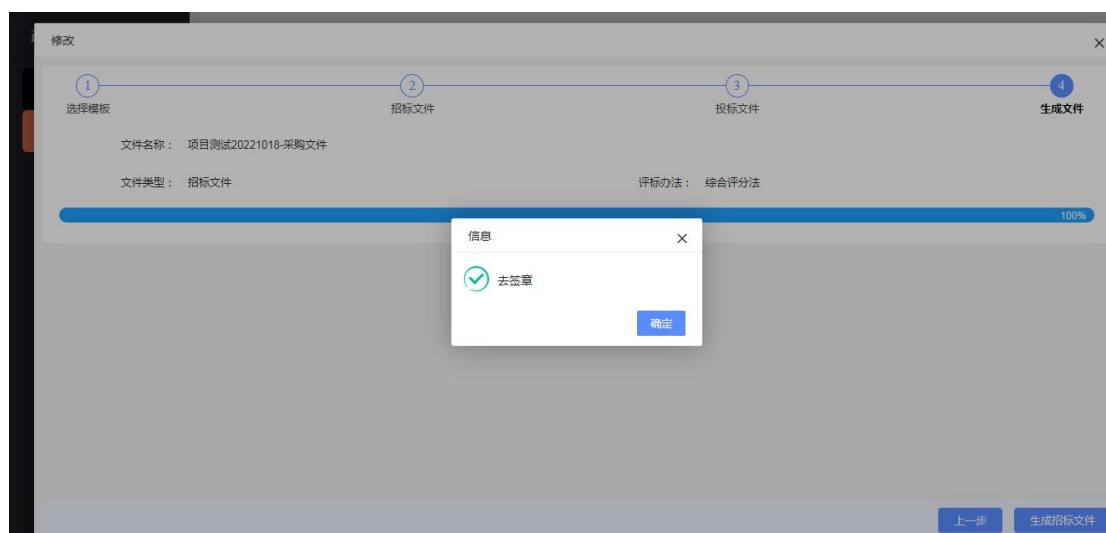 修改
1 2 3 4
选择模板 招标文件 投标文件 生成文件
文件名称： 项目测试20221018-采购文件
文件类型： 招标文件 评标办法： 综合评分法
100%
信息
去签章
确定
上一步 生成招标文件